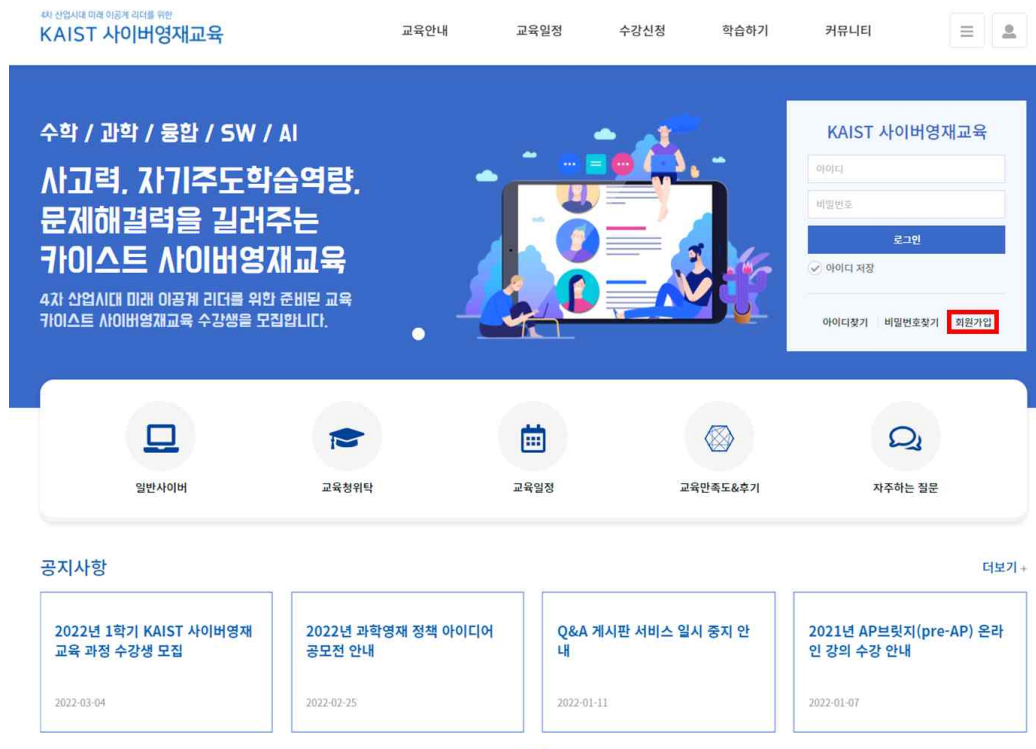 4차 산업시대 미래 이공계 리더를 위한
KAIST 사이버영재교육
교육안내
교육일정
수강신청
학습하기
커뮤니티
수학 / 과학 / 융합 / SW / AI
사고력, 자기주도학습역량,
문제해결력을 길러주는
카이스트 사이버영재교육
4차 산업시대 미래 이공계 리더를 위한 준비된 교육
카이스트 사이버영재교육 수강생을 모집합니다.
KAIST 사이버영재교육
아이디
비밀번호
로그인
아이디 저장
아이디찾기
비밀번호찾기
회원가입
일반사이버
교육청위탁
교육일정
교육만족도&후기
자주하는 질문
공지사항
더보기 +
2022년 1학기 KAIST 사이버영재
교육 과정 수강생 모집
2022-03-04
2022년 과학영재 정책 아이디어
공모전 안내
2022-02-25
Q&A 게시판 서비스 일시 중지 안
내
2022-01-11
2021년 AP브릿지(pre-AP) 온라
인 강의 수강 안내
2022-01-07